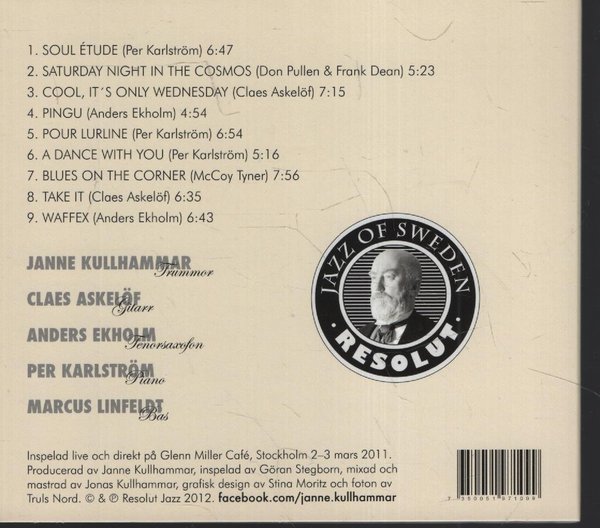 1. SOUL ÉTUDE (Per Karlström) 6:47
2. SATURDAY NIGHT IN THE COSMOS (Don Pullen & Frank Dean) 5:23
3. COOL, IT´S ONLY WEDNESDAY (Claes Askelöf) 7:15
4. PINGU (Anders Ekholm) 4:54
5. POUR LURLINE (Per Karlström) 6:54
6. A DANCE WITH YOU (Per Karlström) 5:16
7. BLUES ON THE CORNER (McCoy Tyner) 7:56
8. TAKE IT (Claes Askelöf) 6:35
9. WAFFEX (Anders Ekholm) 6:43
JANNE KULLHAMMAR
Trummor
CLAES ASKELÖF
Gitarr
ANDERS EKHOLM
Tenorsaxofon
PER KARLSTRÖM
Piano
MARCUS LINFELDT
Bas
JAZZ OF SWEDEN
· RESOLUT ·
Inspelad live och direkt på Glenn Miller Café, Stockholm 2–3 mars 2011.
Producerad av Janne Kullhammar, inspelad av Göran Stegborn, mixad och
mastrad av Jonas Kullhammar, grafisk design av Stina Moritz och foton av
Truls Nord. © & ℗ Resolut Jazz 2012. facebook.com/janne.kullhammar
7 350061 971009